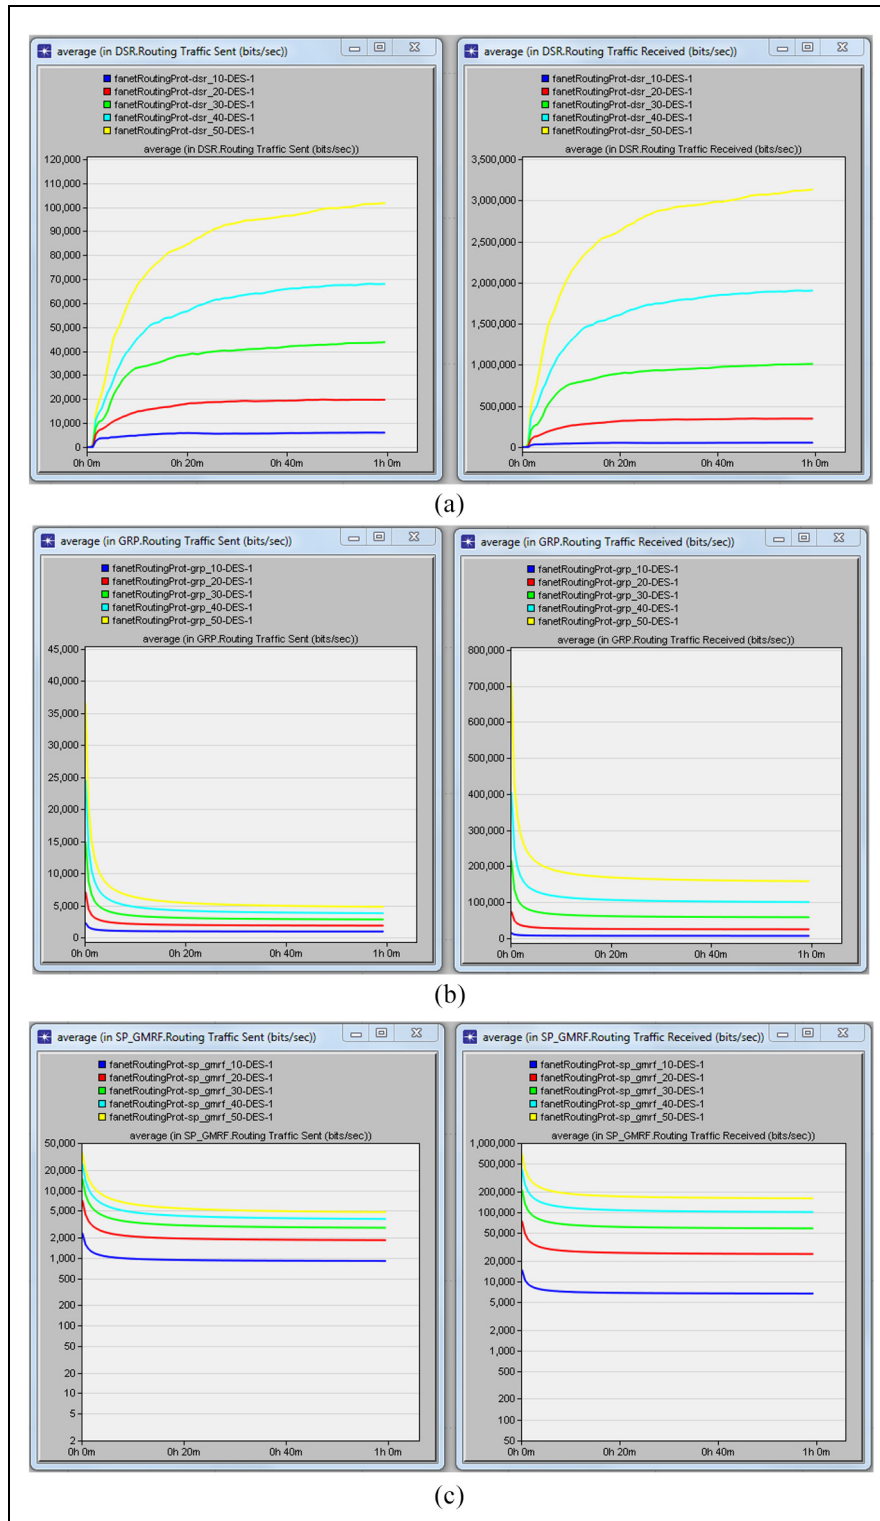 average (in DSR.Routing Traffic Sent (bits/sec))
fanetRoutingProt-dsr_10-DES-1
fanetRoutingProt-dsr_20-DES-1
fanetRoutingProt-dsr_30-DES-1
fanetRoutingProt-dsr_40-DES-1
fanetRoutingProt-dsr_50-DES-1
average (in DSR.Routing Traffic Sent (bits/sec))
120,000
110,000
100,000
90,000
80,000
70,000
60,000
50,000
40,000
30,000
20,000
10,000
0
0h 0m 0h 20m 0h 40m 1h 0m
average (in DSR.Routing Traffic Received (bits/sec))
fanetRoutingProt-dsr_10-DES-1
fanetRoutingProt-dsr_20-DES-1
fanetRoutingProt-dsr_30-DES-1
fanetRoutingProt-dsr_40-DES-1
fanetRoutingProt-dsr_50-DES-1
average (in DSR.Routing Traffic Received (bits/sec))
3,500,000
3,000,000
2,500,000
2,000,000
1,500,000
1,000,000
500,000
0
0h 0m 0h 20m 0h 40m 1h 0m
(a)
average (in GRP.Routing Traffic Sent (bits/sec))
fanetRoutingProt-grp_10-DES-1
fanetRoutingProt-grp_20-DES-1
fanetRoutingProt-grp_30-DES-1
fanetRoutingProt-grp_40-DES-1
fanetRoutingProt-grp_50-DES-1
average (in GRP.Routing Traffic Sent (bits/sec))
45,000
40,000
35,000
30,000
25,000
20,000
15,000
10,000
5,000
0
0h 0m 0h 20m 0h 40m 1h 0m
average (in GRP.Routing Traffic Received (bits/sec))
fanetRoutingProt-grp_10-DES-1
fanetRoutingProt-grp_20-DES-1
fanetRoutingProt-grp_30-DES-1
fanetRoutingProt-grp_40-DES-1
fanetRoutingProt-grp_50-DES-1
average (in GRP.Routing Traffic Received (bits/sec))
800,000
700,000
600,000
500,000
400,000
300,000
200,000
100,000
0
0h 0m 0h 20m 0h 40m 1h 0m
(b)
average (in SP_GMRF.Routing Traffic Sent (bits/sec))
fanetRoutingProt-sp_gmrf_10-DES-1
fanetRoutingProt-sp_gmrf_20-DES-1
fanetRoutingProt-sp_gmrf_30-DES-1
fanetRoutingProt-sp_gmrf_40-DES-1
fanetRoutingProt-sp_gmrf_50-DES-1
average (in SP_GMRF.Routing Traffic Sent (bits/sec))
50,000
20,000
10,000
5,000
2,000
1,000
500
200
100
50
20
10
5
2
0h 0m 0h 20m 0h 40m 1h 0m
average (in SP_GMRF.Routing Traffic Received (bits/sec))
fanetRoutingProt-sp_gmrf_10-DES-1
fanetRoutingProt-sp_gmrf_20-DES-1
fanetRoutingProt-sp_gmrf_30-DES-1
fanetRoutingProt-sp_gmrf_40-DES-1
fanetRoutingProt-sp_gmrf_50-DES-1
average (in SP_GMRF.Routing Traffic Received (bits/sec))
1,000,000
500,000
200,000
100,000
50,000
20,000
10,000
5,000
2,000
1,000
500
200
100
50
0h 0m 0h 20m 0h 40m 1h 0m
(c)